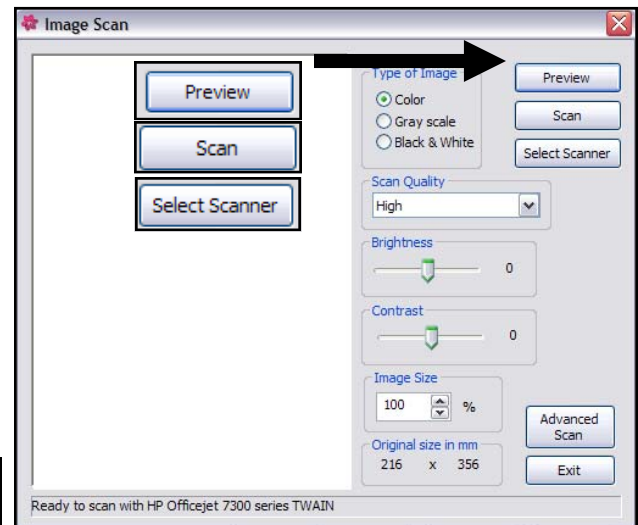 Image Scan
Preview
Scan
Select Scanner
Type of Image
Color
Gray scale
Black & White
Preview
Scan
Select Scanner
Scan Quality
High
Brightness
0
Contrast
0
Image Size
100 %
Original size in mm
216 x 356
Advanced
Scan
Exit
Ready to scan with HP Officejet 7300 series TWAIN